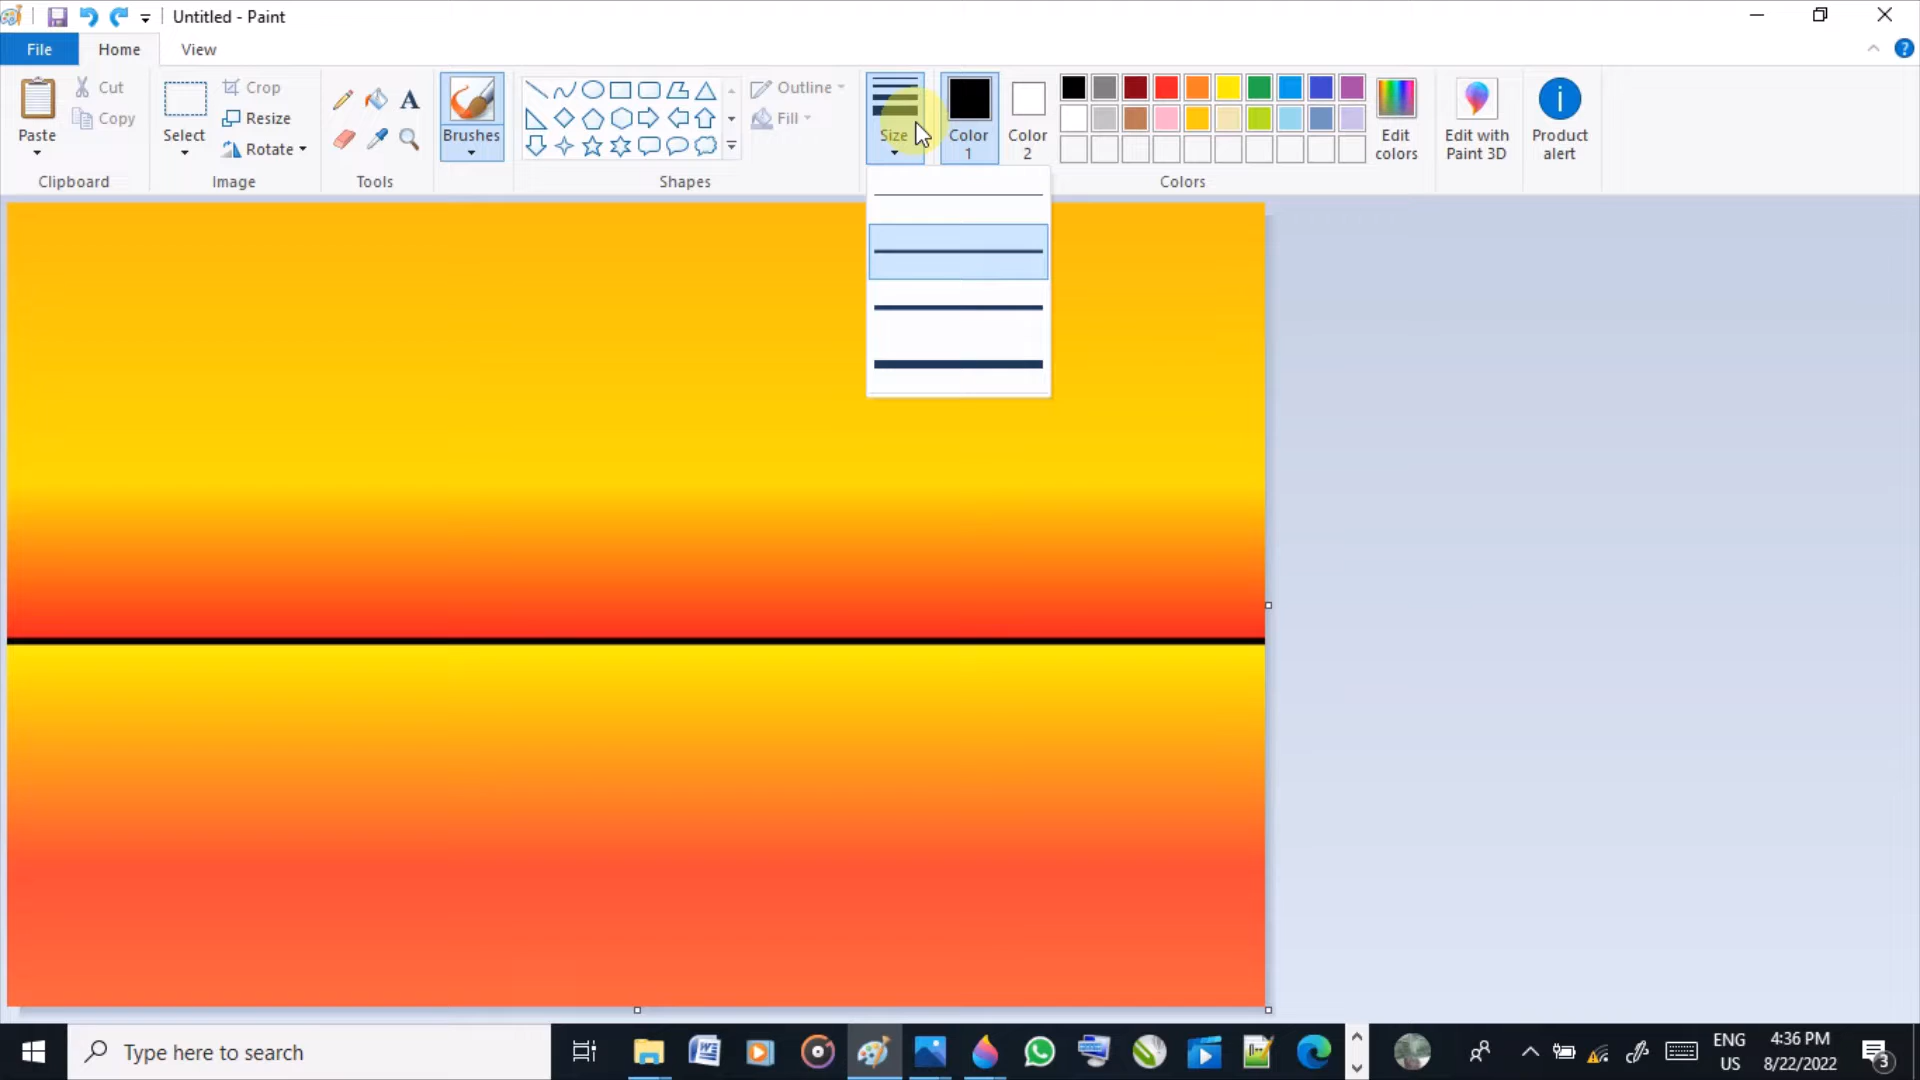 Untitled - Paint
File Home View
Paste Cut Copy
Select Crop Resize Rotate
A
Brushes
Outline Fill
Size
Color 1
Color 2
Edit colors
Edit with Paint 3D
Product alert
Clipboard Image Tools Shapes Colors
Type here to search
ENG US
4:36 PM
8/22/2022
3